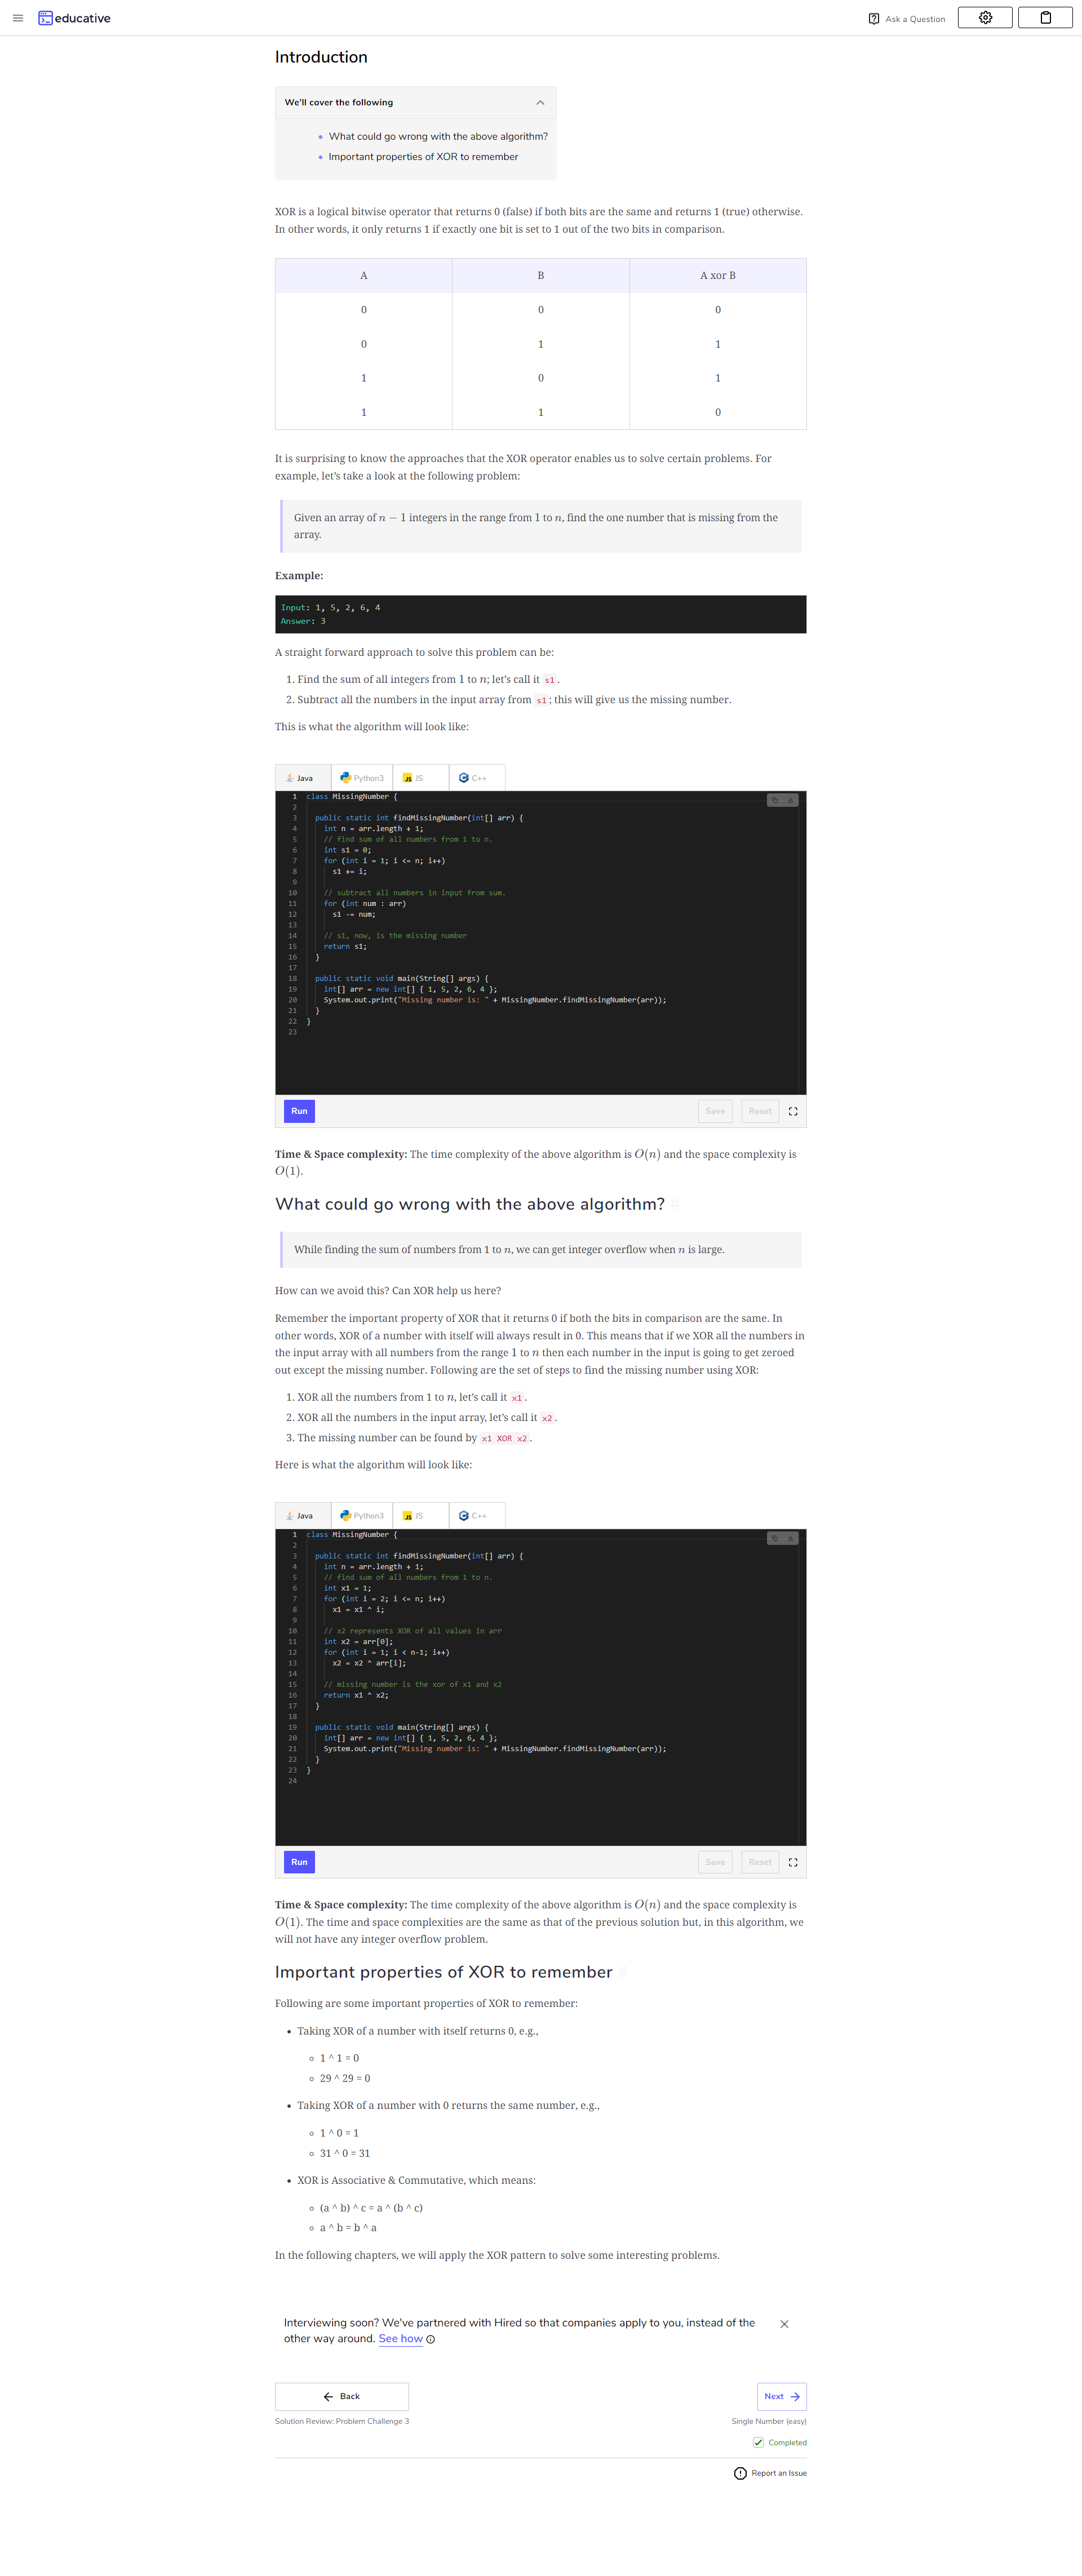 educative
Ask a Question
Introduction
We'll cover the following
• What could go wrong with the above algorithm?
• Important properties of XOR to remember
XOR is a logical bitwise operator that returns 0 (false) if both bits are the same and returns 1 (true) otherwise.
In other words, it only returns 1 if exactly one bit is set to 1 out of the two bits in comparison.
A B A xor B
0 0 0
0 1 1
1 0 1
1 1 0
It is surprising to know the approaches that the XOR operator enables us to solve certain problems. For
example, let's take a look at the following problem:
Given an array of n − 1 integers in the range from 1 to n, find the one number that is missing from the
array.
Example:
Input: 1, 5, 2, 6, 4
Answer: 3
A straight forward approach to solve this problem can be:
1. Find the sum of all integers from 1 to n; let's call it s1.
2. Subtract all the numbers in the input array from s1; this will give us the missing number.
This is what the algorithm will look like:
Java Python3 JS C++
1 class MissingNumber {
2
3 public static int findMissingNumber(int[] arr) {
4 int n = arr.length + 1;
5 // find sum of all numbers from 1 to n.
6 int s1 = 0;
7 for (int i = 1; i <= n; i++)
8 s1 += i;
9
10 // subtract all numbers in input from sum.
11 for (int num : arr)
12 s1 -= num;
13
14 // s1, now, is the missing number
15 return s1;
16 }
17
18 public static void main(String[] args) {
19 int[] arr = new int[] { 1, 5, 2, 6, 4 };
20 System.out.print("Missing number is: " + MissingNumber.findMissingNumber(arr));
21 }
22 }
23
Run Save Reset
Time & Space complexity: The time complexity of the above algorithm is O(n) and the space complexity is
O(1).
What could go wrong with the above algorithm? #
While finding the sum of numbers from 1 to n, we can get integer overflow when n is large.
How can we avoid this? Can XOR help us here?
Remember the important property of XOR that it returns 0 if both the bits in comparison are the same. In
other words, XOR of a number with itself will always result in 0. This means that if we XOR all the numbers in
the input array with all numbers from the range 1 to n then each number in the input is going to get zeroed
out except the missing number. Following are the set of steps to find the missing number using XOR:
1. XOR all the numbers from 1 to n, let's call it x1.
2. XOR all the numbers in the input array, let's call it x2.
3. The missing number can be found by x1 XOR x2.
Here is what the algorithm will look like:
Java Python3 JS C++
1 class MissingNumber {
2
3 public static int findMissingNumber(int[] arr) {
4 int n = arr.length + 1;
5 // find sum of all numbers from 1 to n.
6 int x1 = 1;
7 for (int i = 2; i <= n; i++)
8 x1 = x1 ^ i;
9
10 // x2 represents XOR of all values in arr
11 int x2 = arr[0];
12 for (int i = 1; i < n-1; i++)
13 x2 = x2 ^ arr[i];
14
15 // missing number is the xor of x1 and x2
16 return x1 ^ x2;
17 }
18
19 public static void main(String[] args) {
20 int[] arr = new int[] { 1, 5, 2, 6, 4 };
21 System.out.print("Missing number is: " + MissingNumber.findMissingNumber(arr));
22 }
23 }
24
Run Save Reset
Time & Space complexity: The time complexity of the above algorithm is O(n) and the space complexity is
O(1). The time and space complexities are the same as that of the previous solution but, in this algorithm, we
will not have any integer overflow problem.
Important properties of XOR to remember #
Following are some important properties of XOR to remember:
• Taking XOR of a number with itself returns 0, e.g.,
◦ 1 ^ 1 = 0
◦ 29 ^ 29 = 0
• Taking XOR of a number with 0 returns the same number, e.g.,
◦ 1 ^ 0 = 1
◦ 31 ^ 0 = 31
• XOR is Associative & Commutative, which means:
◦ (a ^ b) ^ c = a ^ (b ^ c)
◦ a ^ b = b ^ a
In the following chapters, we will apply the XOR pattern to solve some interesting problems.
Interviewing soon? We've partnered with Hired so that companies apply to you, instead of the
other way around. See how
Back Next
Solution Review: Problem Challenge 3 Single Number (easy)
Completed
Report an Issue